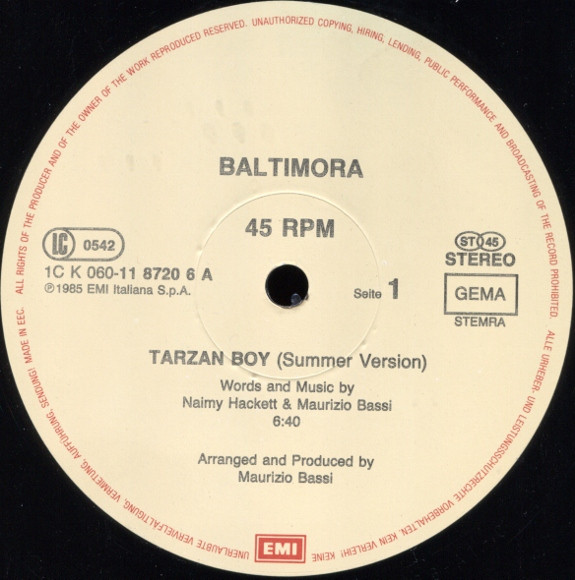 ALL RIGHTS OF THE PRODUCER AND OF THE OWNER OF THE WORK REPRODUCED RESERVED. UNAUTHORIZED COPYING, HIRING, LENDING, PUBLIC PERFORMANCE AND BROADCASTING OF THE RECORD PROHIBITED.
ALLE URHEBER- UND LEISTUNGSSCHUTZRECHTE VORBEHALTEN. KEIN VERLEIH! KEINE UNERLAUBTE VERVIELFÄLTIGUNG, VERMIETUNG, AUFFÜHRUNG, SENDUNG! MADE IN EEC.
BALTIMORA
45 RPM
LC 0542
1C K 060-11 8720 6 A
℗1985 EMI Italiana S.p.A.
Seite 1
ST 45
STEREO
GEMA
STEMRA
TARZAN BOY (Summer Version)
Words and Music by
Naimy Hackett & Maurizio Bassi
6:40
Arranged and Produced by
Maurizio Bassi
EMI